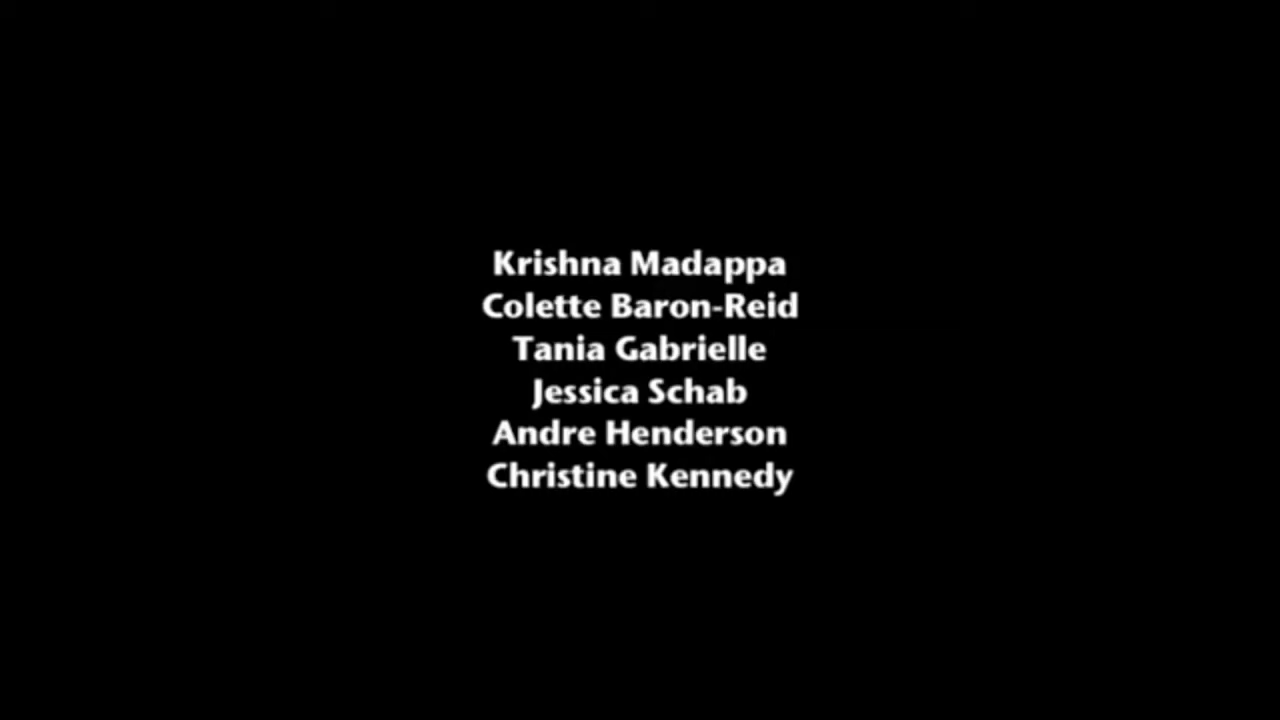 Krishna Madappa
Colette Baron-Reid
Tania Gabrielle
Jessica Schab
Andre Henderson
Christine Kennedy